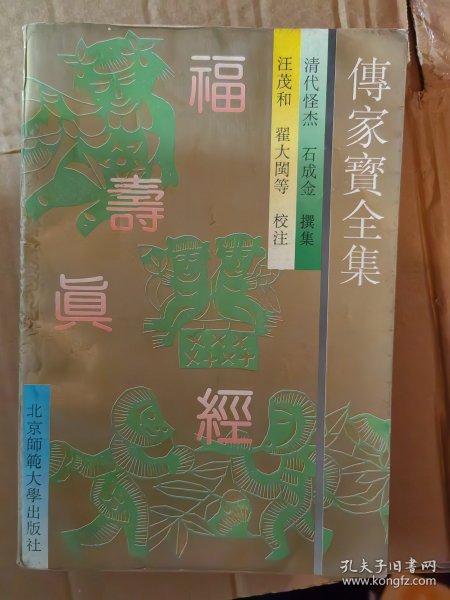 傳家寶全集
清代怪杰 石成金 撰集
汪茂和 翟大閩等 校注
福壽眞經
北京師範大學出版社
孔夫子旧书网
www.kongfz.com